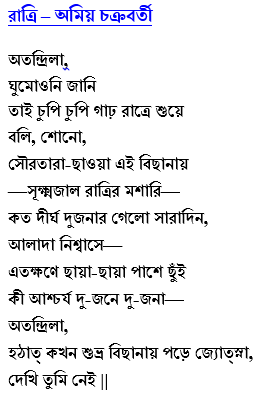 রাত্রি – অমিয় চক্রবর্তী
অতন্দ্রিলা,
ঘুমোওনি জানি
তাই চুপি চুপি গাঢ় রাত্রে শুয়ে
বলি, শোনো,
সৌরতারা-ছাওয়া এই বিছানায়
—সূক্ষ্মজাল রাত্রির মশারি—
কত দীর্ঘ দুজনার গেলো সারাদিন,
আলাদা নিশ্বাসে—
এতক্ষণে ছায়া-ছায়া পাশে ছুঁই
কী আশ্চর্য দু-জনে দু-জনা—
অতন্দ্রিলা,
হঠাত্‍ কখন শুভ্র বিছানায় পড়ে জ্যোত্‍স্না,
দেখি তুমি নেই ||